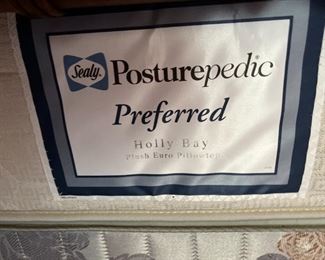 Sealy Posturepedic
Preferred
Holly Bay
Plush Euro Pillowtop